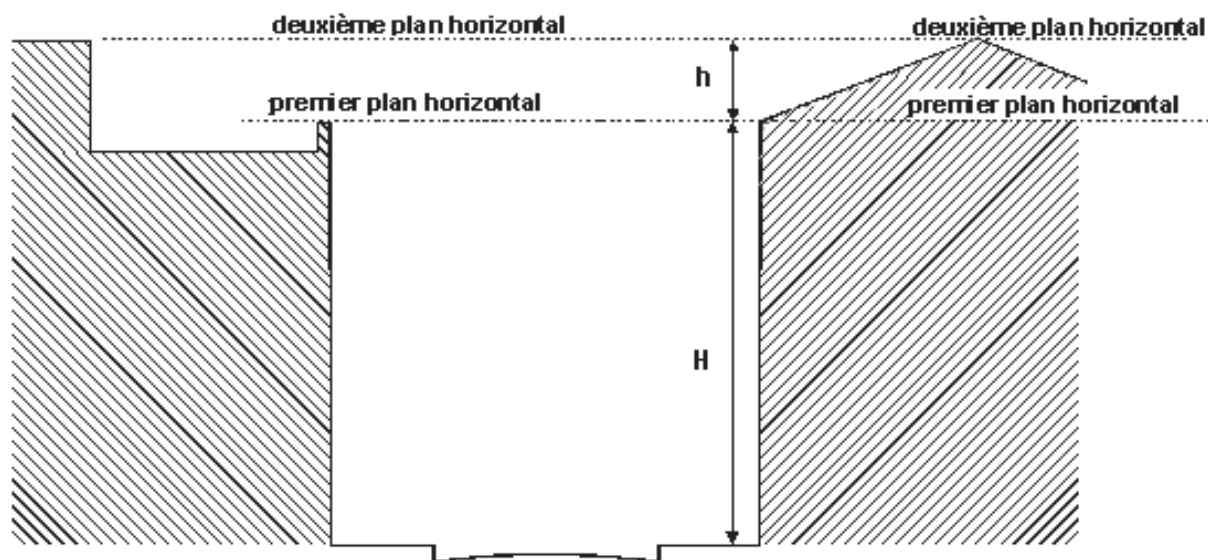 deuxième plan horizontal
deuxième plan horizontal
h
premier plan horizontal
premier plan horizontal
H